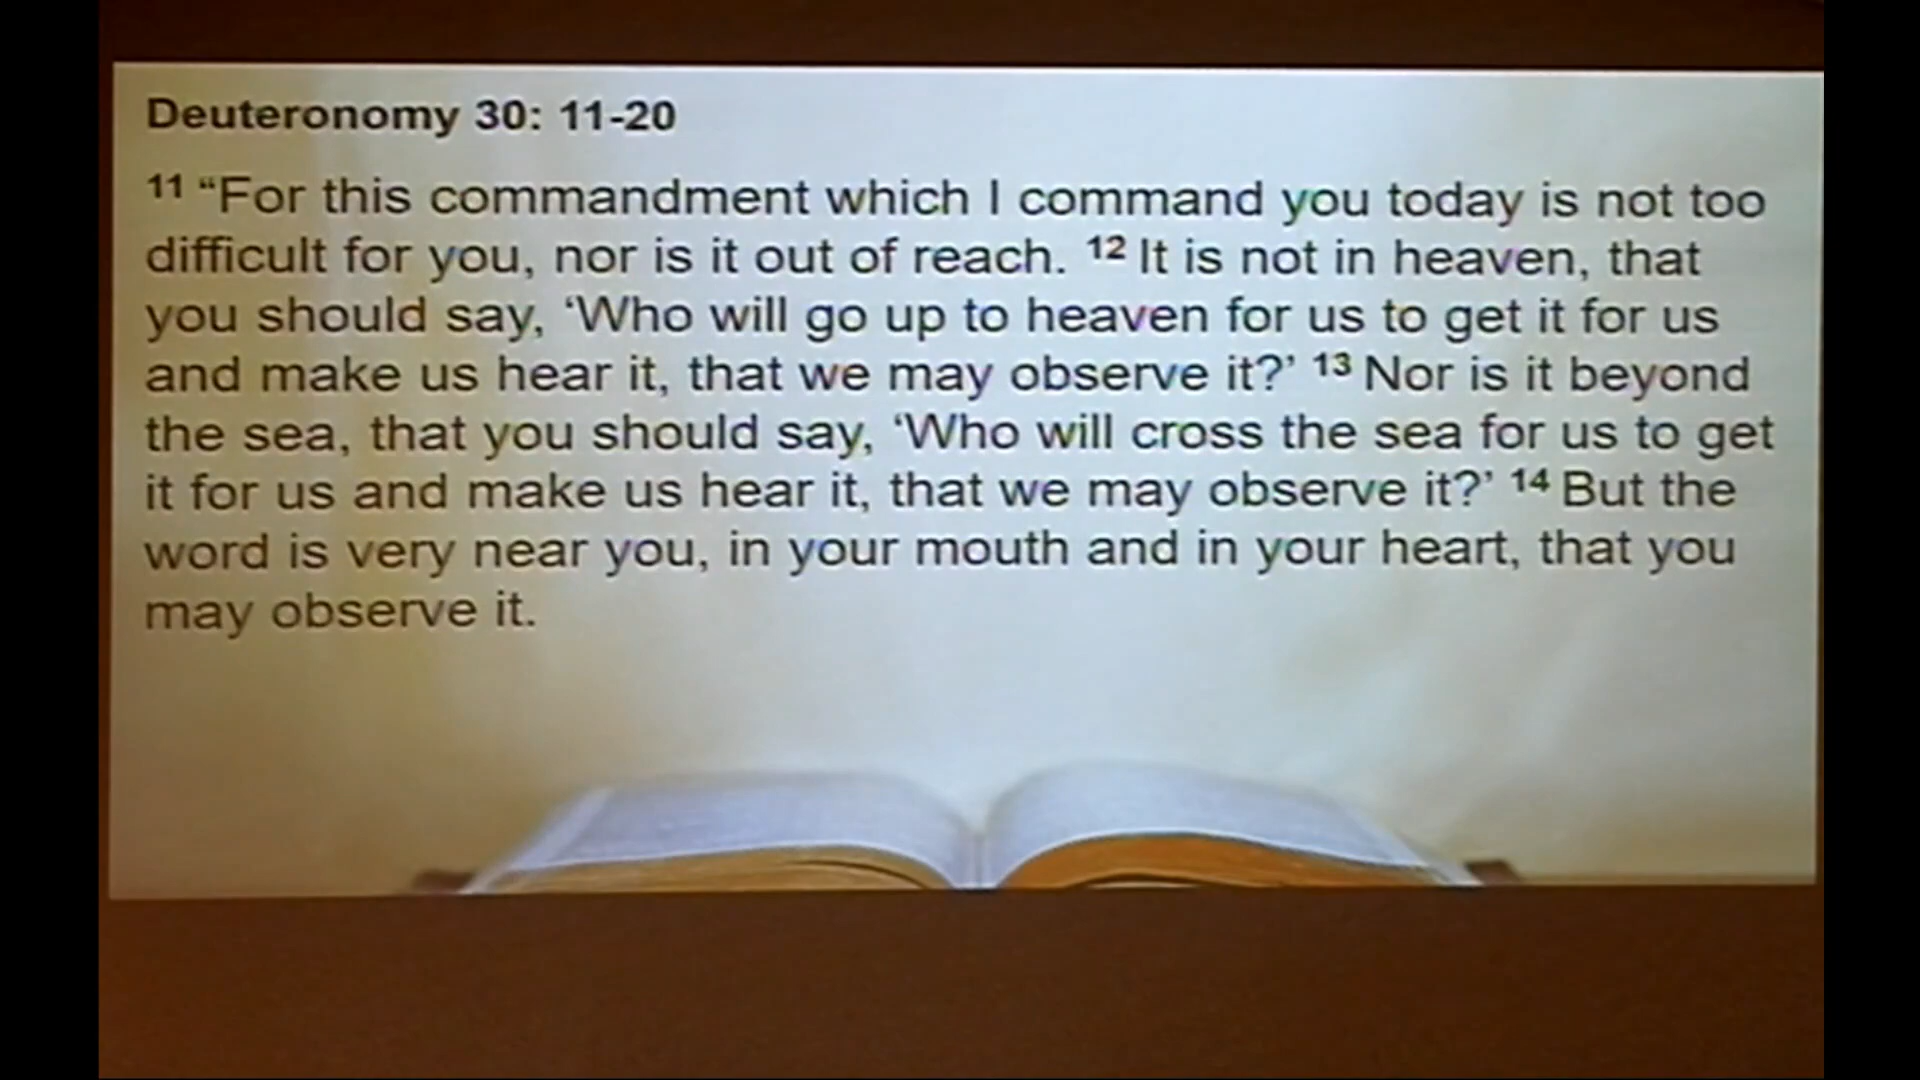 Deuteronomy 30: 11-20
11 “For this commandment which I command you today is not too
difficult for you, nor is it out of reach. 12 It is not in heaven, that
you should say, ‘Who will go up to heaven for us to get it for us
and make us hear it, that we may observe it?’ 13 Nor is it beyond
the sea, that you should say, ‘Who will cross the sea for us to get
it for us and make us hear it, that we may observe it?’ 14 But the
word is very near you, in your mouth and in your heart, that you
may observe it.